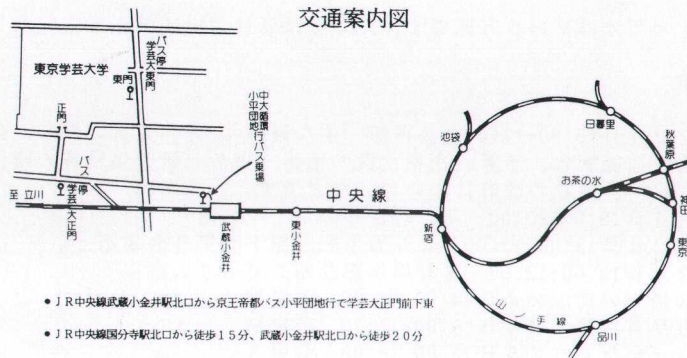 交通案内図
東京学芸大学
バス停
学芸大東門
東門
正門
バス停
学芸大正門
中大循環
小平団地行バス乗場
至立川
武蔵小金井
東小金井
中央線
新宿
池袋
日暮里
秋葉原
お茶の水
神田
東京
品川
山ノ手線
● JR中央線武蔵小金井駅北口から京王帝都バス小平団地行で学芸大正門前下車
● JR中央線国分寺駅北口から徒歩15分、武蔵小金井駅北口から徒歩20分